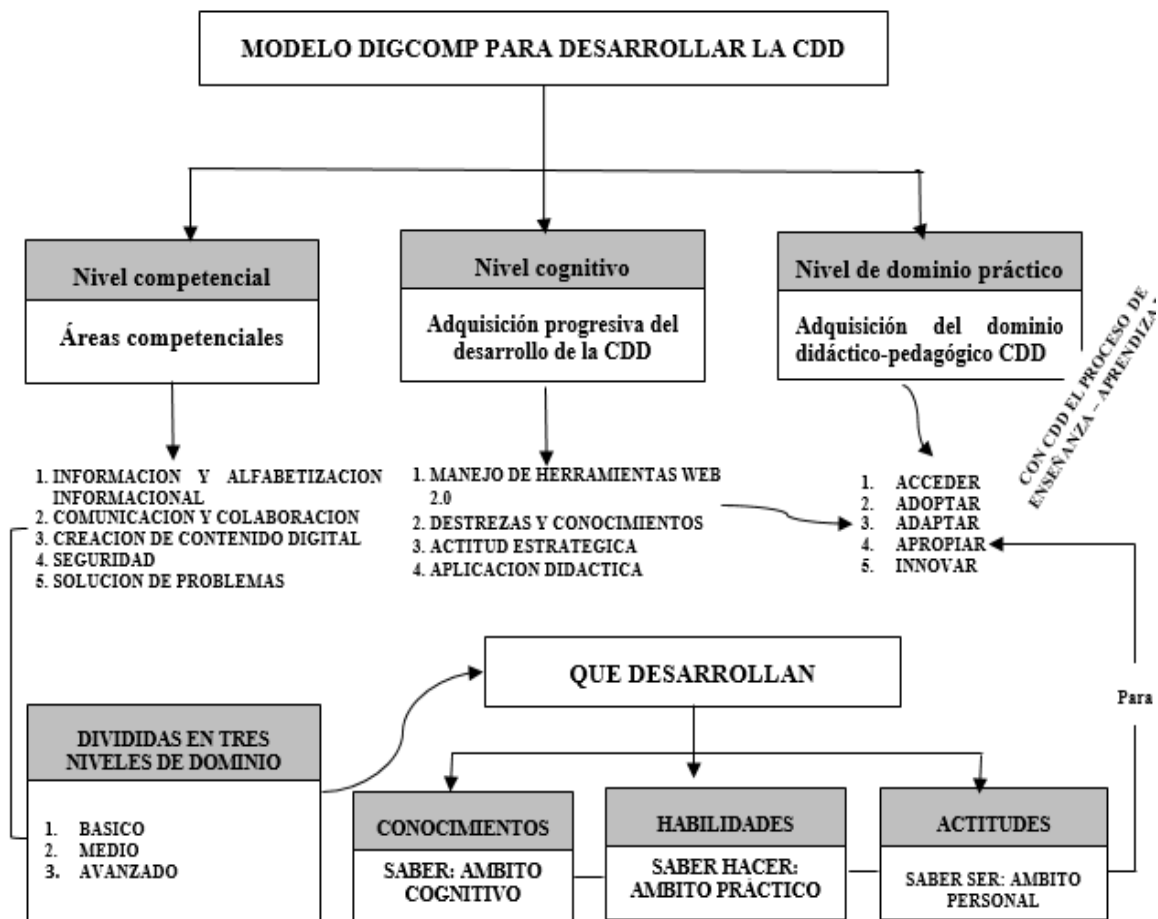 MODELO DIGCOMP PARA DESARROLLAR LA CDD
Nivel competencial
Áreas competenciales
Nivel cognitivo
Adquisición progresiva del
desarrollo de la CDD
Nivel de dominio práctico
Adquisición del dominio
didáctico-pedagógico CDD
CON CDD EL PROCESO DE
ENSEÑANZA – APRENDIZAJ
1. INFORMACION Y ALFABETIZACION
INFORMACIONAL
2. COMUNICACION Y COLABORACION
3. CREACION DE CONTENIDO DIGITAL
4. SEGURIDAD
5. SOLUCION DE PROBLEMAS
1. MANEJO DE HERRAMIENTAS WEB
2.0
2. DESTREZAS Y CONOCIMIENTOS
3. ACTITUD ESTRATEGICA
4. APLICACION DIDACTICA
1. ACCEDER
2. ADOPTAR
3. ADAPTAR
4. APROPIAR
5. INNOVAR
QUE DESARROLLAN
Para
DIVIDIDAS EN TRES
NIVELES DE DOMINIO
1. BASICO
2. MEDIO
3. AVANZADO
CONOCIMIENTOS
SABER: AMBITO
COGNITIVO
HABILIDADES
SABER HACER:
AMBITO PRÁCTICO
ACTITUDES
SABER SER: AMBITO
PERSONAL